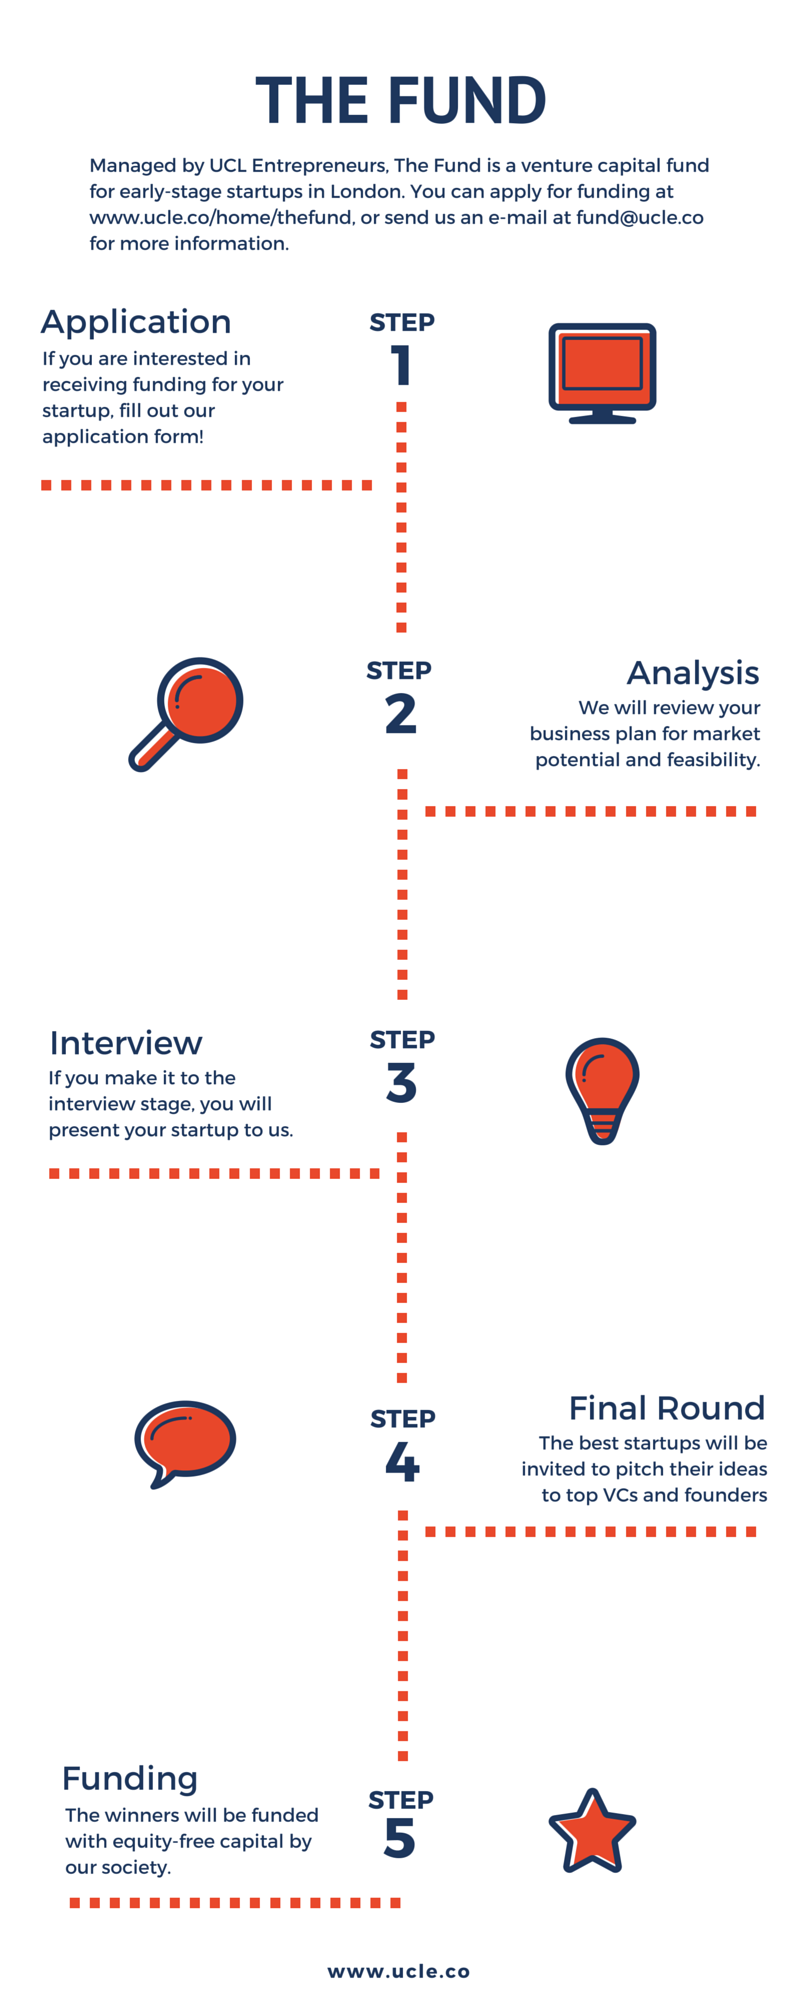 THE FUND
Managed by UCL Entrepreneurs, The Fund is a venture capital fund
for early-stage startups in London. You can apply for funding at
www.ucle.co/home/thefund, or send us an e-mail at fund@ucle.co
for more information.
Application
If you are interested in
receiving funding for your
startup, fill out our
application form!
STEP
1
STEP
2
Analysis
We will review your
business plan for market
potential and feasibility.
Interview
If you make it to the
interview stage, you will
present your startup to us.
STEP
3
STEP
4
Final Round
The best startups will be
invited to pitch their ideas
to top VCs and founders
Funding
The winners will be funded
with equity-free capital by
our society.
STEP
5
www.ucle.co